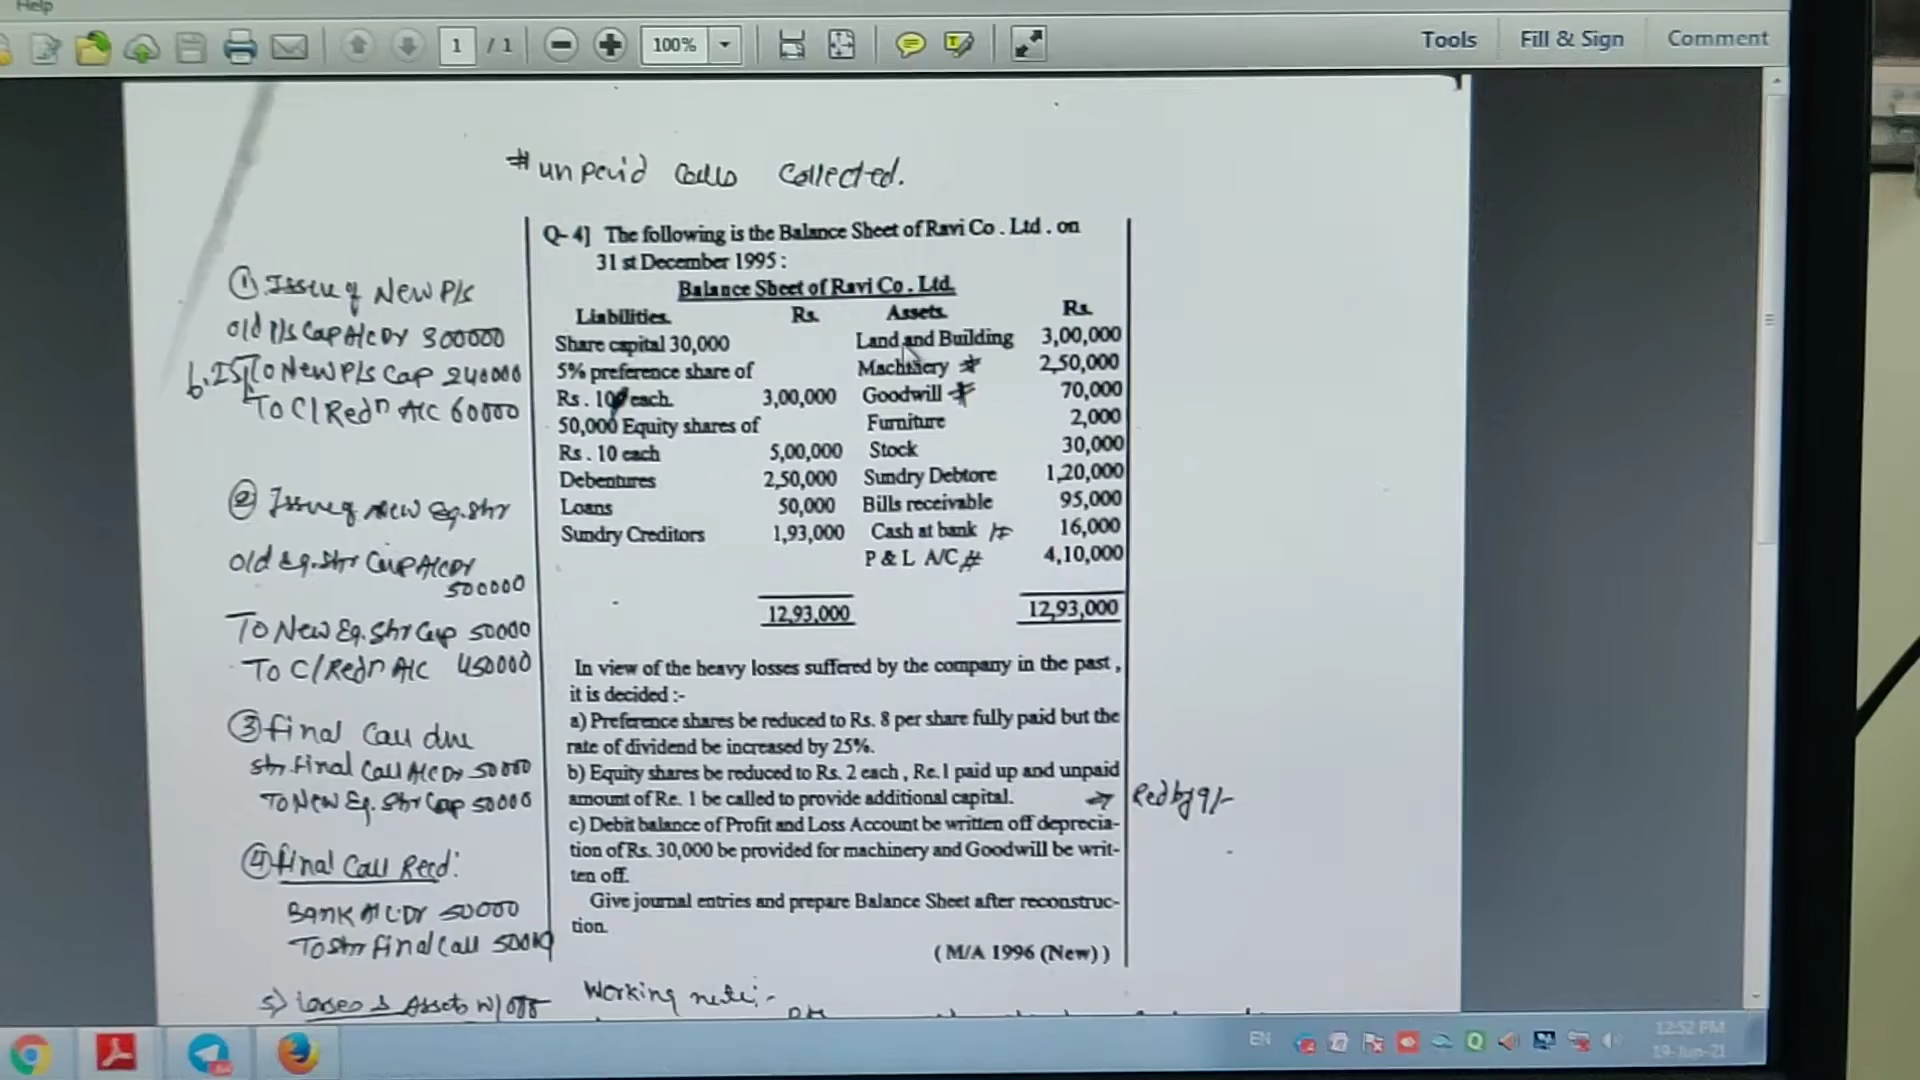 Help
1 / 1
100%
Tools
Fill & Sign
Comment
# unpaid calls collected.
Q-4] The following is the Balance Sheet of Ravi Co. Ltd. on
31 st December 1995 :
Balance Sheet of Ravi Co. Ltd.
Liabilities. Rs. Assets. Rs.
Share capital 30,000 Land and Building 3,00,000
5% preference share of Machinery * 2,50,000
Rs. 10 each. 3,00,000 Goodwill * 70,000
50,000 Equity shares of Furniture 2,000
Rs. 10 each 5,00,000 Stock 30,000
Debentures 2,50,000 Sundry Debtore 1,20,000
Loans 50,000 Bills receivable 95,000
Sundry Creditors 1,93,000 Cash at bank 16,000
P & L A/C # 4,10,000
12,93,000 12,93,000
In view of the heavy losses suffered by the company in the past,
it is decided :-
a) Preference shares be reduced to Rs. 8 per share fully paid but the
rate of dividend be increased by 25%.
b) Equity shares be reduced to Rs. 2 each, Re.1 paid up and unpaid
amount of Re. 1 be called to provide additional capital.
c) Debit balance of Profit and Loss Account be written off deprecia-
tion of Rs. 30,000 be provided for machinery and Goodwill be writ-
ten off.
Give journal entries and prepare Balance Sheet after reconstruc-
tion.
(M/A 1996 (New))
① Issue of New P/s
Old P/s Cap A/c Dr 300000
To New P/s Cap 240000
To C/Redn A/c 60000
② Issue of new Eq. Shr
Old Eq. Shr Cap A/c Dr
500000
To New Eq. Shr Cap 50000
To C/Redn A/c 450000
③ final Call due
Shr final Call A/c Dr 50000
To New Eq. Shr Cap 50000
④ final Call Recd:
Bank A/c Dr 50000
To Shr final Call 50000
5) Losses & Assets w/off
→ Red by 9/-
Working note:-
EN
12:52 PM
19-Jun-21